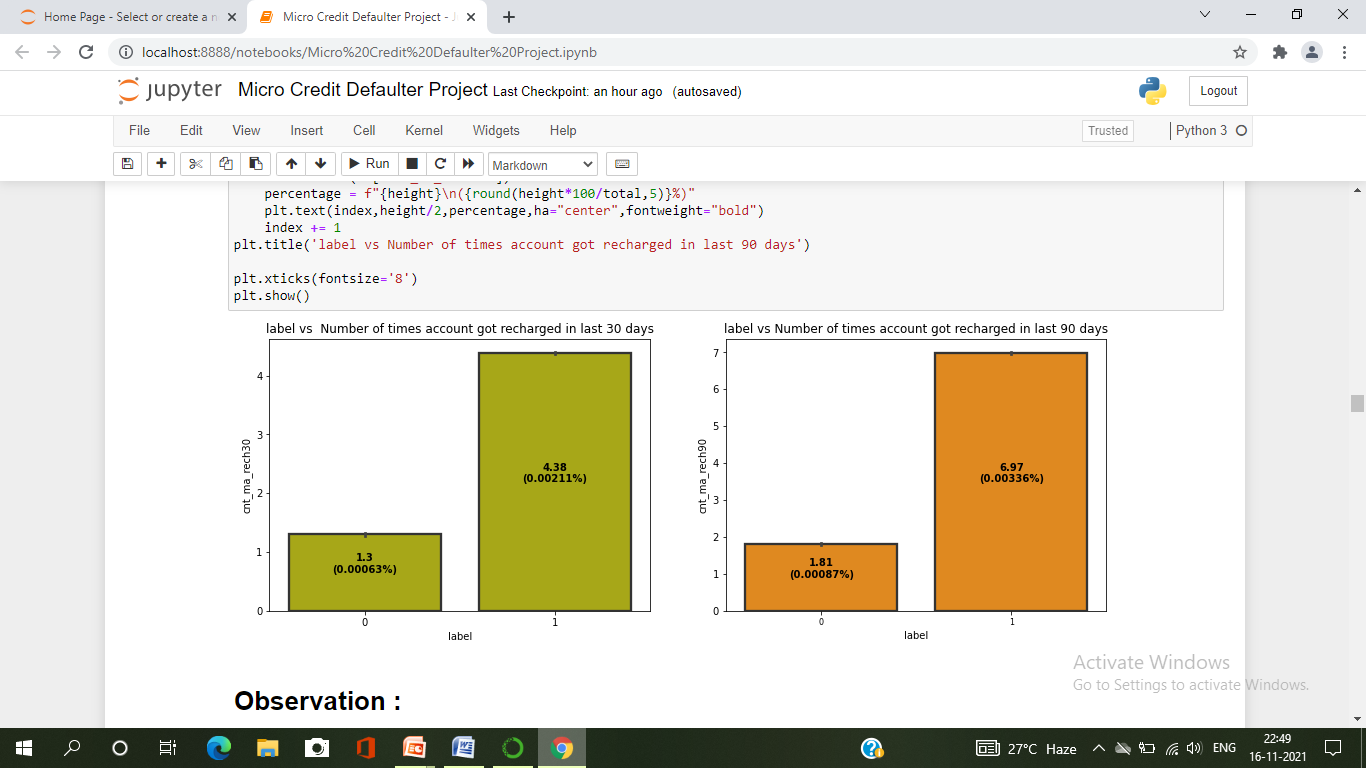 Home Page - Select or create a n
Micro Credit Defaulter Project - J
localhost:8888/notebooks/Micro%20Credit%20Defaulter%20Project.ipynb
jupyter Micro Credit Defaulter Project Last Checkpoint: an hour ago (autosaved)
Logout
File Edit View Insert Cell Kernel Widgets Help
Trusted
Python 3
Run
Markdown
percentage = f"{height}\n({round(height*100/total,5)}%)"
plt.text(index,height/2,percentage,ha="center",fontweight="bold")
index += 1
plt.title('label vs Number of times account got recharged in last 90 days')
plt.xticks(fontsize='8')
plt.show()
label vs  Number of times account got recharged in last 30 days
cnt_ma_rech30
4
3
2
1
0
1.3
(0.00063%)
4.38
(0.00211%)
0 1
label
label vs Number of times account got recharged in last 90 days
cnt_ma_rech90
7
6
5
4
3
2
1
0
1.81
(0.00087%)
6.97
(0.00336%)
0 1
label
Observation :
Activate Windows
Go to Settings to activate Windows.
27°C Haze
ENG
22:49
16-11-2021